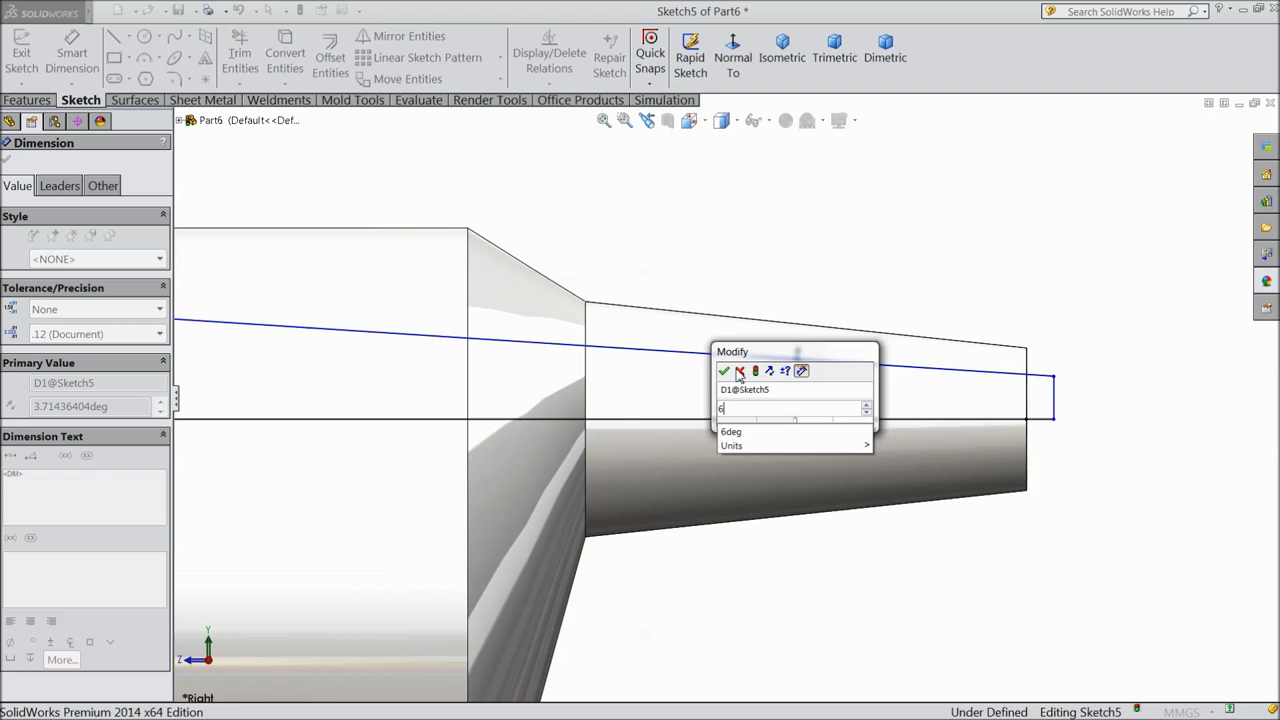 SOLIDWORKS
Sketch5 of Part6 *
Search SolidWorks Help
Exit Sketch
Smart Dimension
Trim Entities
Convert Entities
Offset Entities
Mirror Entities
Linear Sketch Pattern
Move Entities
Display/Delete Relations
Repair Sketch
Quick Snaps
Rapid Sketch
Normal To
Isometric
Trimetric
Dimetric
Features
Sketch
Surfaces
Sheet Metal
Weldments
Mold Tools
Evaluate
Render Tools
Office Products
Simulation
Part6 (Default<<Def...
Dimension
?
Value
Leaders
Other
Style
<NONE>
Tolerance/Precision
None
.12 (Document)
Primary Value
D1@Sketch5
3.71436404deg
Dimension Text
<DIM>
More...
Modify
D1@Sketch5
6
6deg
Units >
Y
Z
*Right
SolidWorks Premium 2014 x64 Edition
Under Defined
Editing Sketch5
MMGS